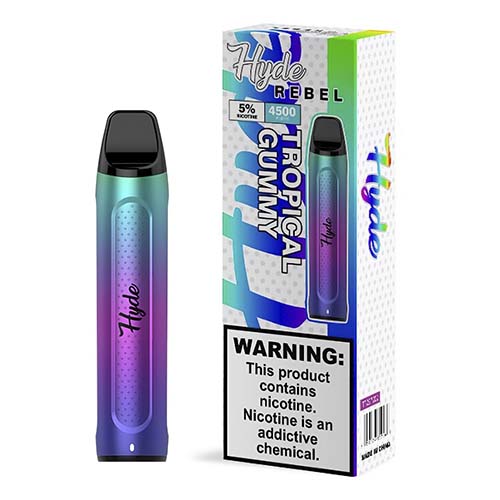 Hyde
REBEL
5%
NICOTINE
4500
TROPICAL
GUMMY
Hyde
WARNING:
This product
contains
nicotine.
Nicotine is an
addictive
chemical.
Hyde
MADE IN CHINA
Hyde